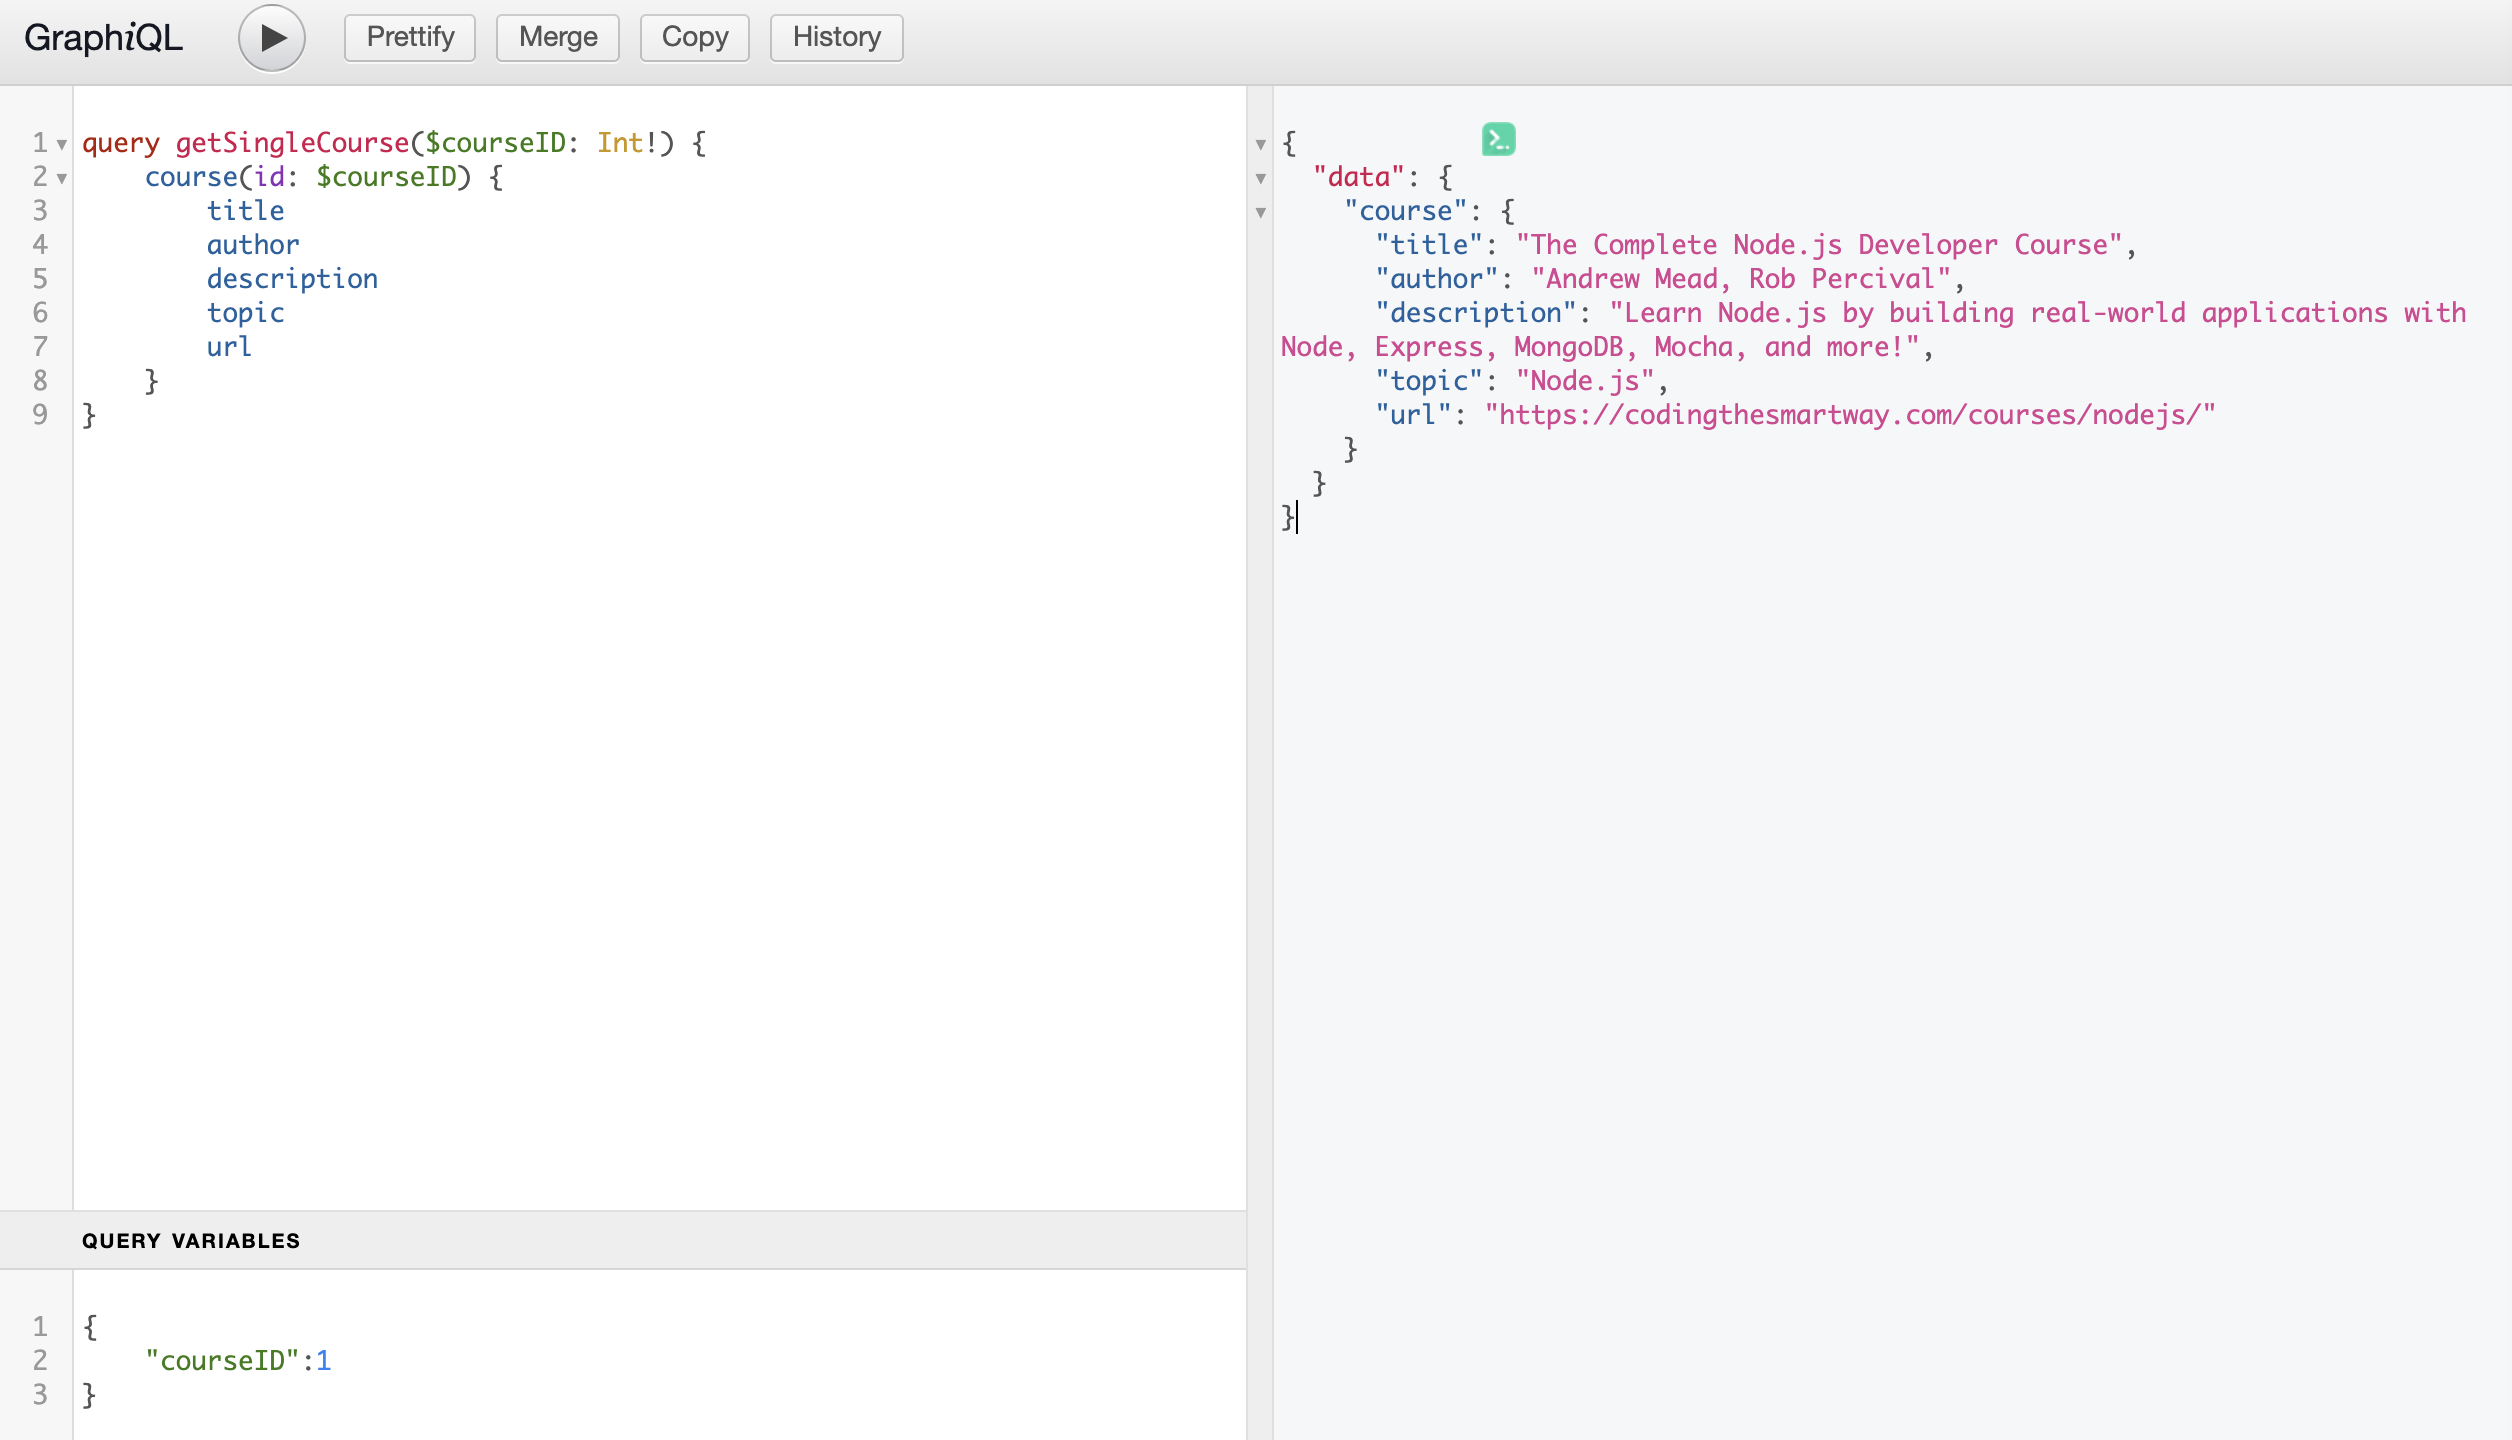 GraphiQL
Prettify
Merge
Copy
History
1 query getSingleCourse($courseID: Int!) {
2     course(id: $courseID) {
3         title
4         author
5         description
6         topic
7         url
8     }
9 }
QUERY VARIABLES
1 {
2     "courseID":1
3 }
{
  "data": {
    "course": {
      "title": "The Complete Node.js Developer Course",
      "author": "Andrew Mead, Rob Percival",
      "description": "Learn Node.js by building real-world applications with
Node, Express, MongoDB, Mocha, and more!",
      "topic": "Node.js",
      "url": "https://codingthesmartway.com/courses/nodejs/"
    }
  }
}